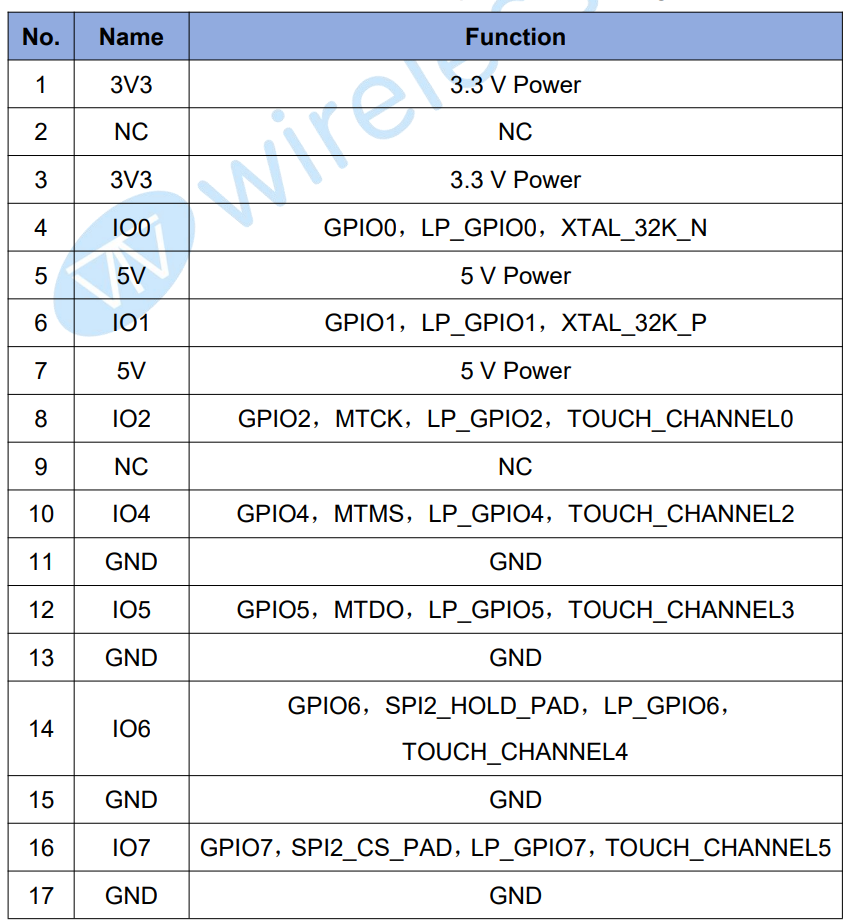 No. Name Function
1 3V3 3.3 V Power
2 NC NC
3 3V3 3.3 V Power
4 IO0 GPIO0，LP_GPIO0，XTAL_32K_N
5 5V 5 V Power
6 IO1 GPIO1，LP_GPIO1，XTAL_32K_P
7 5V 5 V Power
8 IO2 GPIO2，MTCK，LP_GPIO2，TOUCH_CHANNEL0
9 NC NC
10 IO4 GPIO4，MTMS，LP_GPIO4，TOUCH_CHANNEL2
11 GND GND
12 IO5 GPIO5，MTDO，LP_GPIO5，TOUCH_CHANNEL3
13 GND GND
14 IO6 GPIO6，SPI2_HOLD_PAD，LP_GPIO6，
TOUCH_CHANNEL4
15 GND GND
16 IO7 GPIO7，SPI2_CS_PAD，LP_GPIO7，TOUCH_CHANNEL5
17 GND GND
wireless